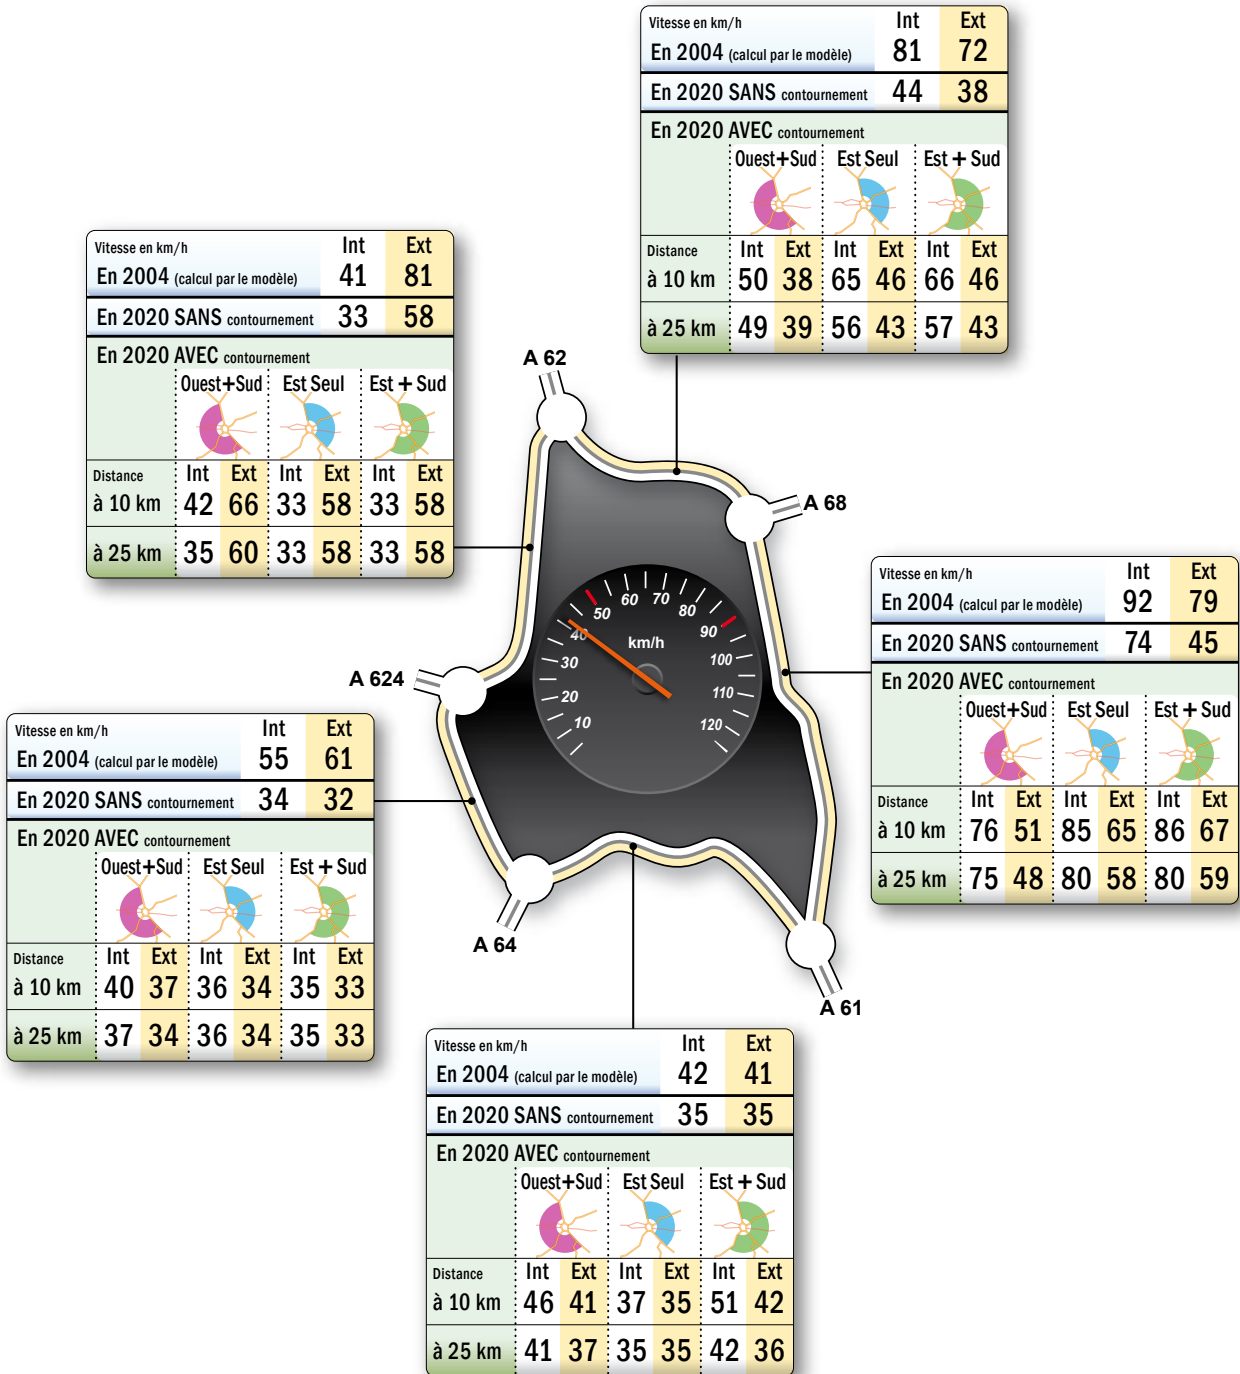 Vitesse en km/h Int Ext
En 2004 (calcul par le modèle) 81 72
En 2020 SANS contournement 44 38
En 2020 AVEC contournement
Ouest+Sud Est Seul Est + Sud
Distance Int Ext Int Ext Int Ext
à 10 km 50 38 65 46 66 46
à 25 km 49 39 56 43 57 43
Vitesse en km/h Int Ext
En 2004 (calcul par le modèle) 41 81
En 2020 SANS contournement 33 58
En 2020 AVEC contournement
Ouest+Sud Est Seul Est + Sud
Distance Int Ext Int Ext Int Ext
à 10 km 42 66 33 58 33 58
à 25 km 35 60 33 58 33 58
A 62
A 68
Vitesse en km/h Int Ext
En 2004 (calcul par le modèle) 92 79
En 2020 SANS contournement 74 45
En 2020 AVEC contournement
Ouest+Sud Est Seul Est + Sud
Distance Int Ext Int Ext Int Ext
à 10 km 76 51 85 65 86 67
à 25 km 75 48 80 58 80 59
10 20 30 40 50 60 70 80 90 100 110 120
km/h
A 624
Vitesse en km/h Int Ext
En 2004 (calcul par le modèle) 55 61
En 2020 SANS contournement 34 32
En 2020 AVEC contournement
Ouest+Sud Est Seul Est + Sud
Distance Int Ext Int Ext Int Ext
à 10 km 40 37 36 34 35 33
à 25 km 37 34 36 34 35 33
A 64
A 61
Vitesse en km/h Int Ext
En 2004 (calcul par le modèle) 42 41
En 2020 SANS contournement 35 35
En 2020 AVEC contournement
Ouest+Sud Est Seul Est + Sud
Distance Int Ext Int Ext Int Ext
à 10 km 46 41 37 35 51 42
à 25 km 41 37 35 35 42 36